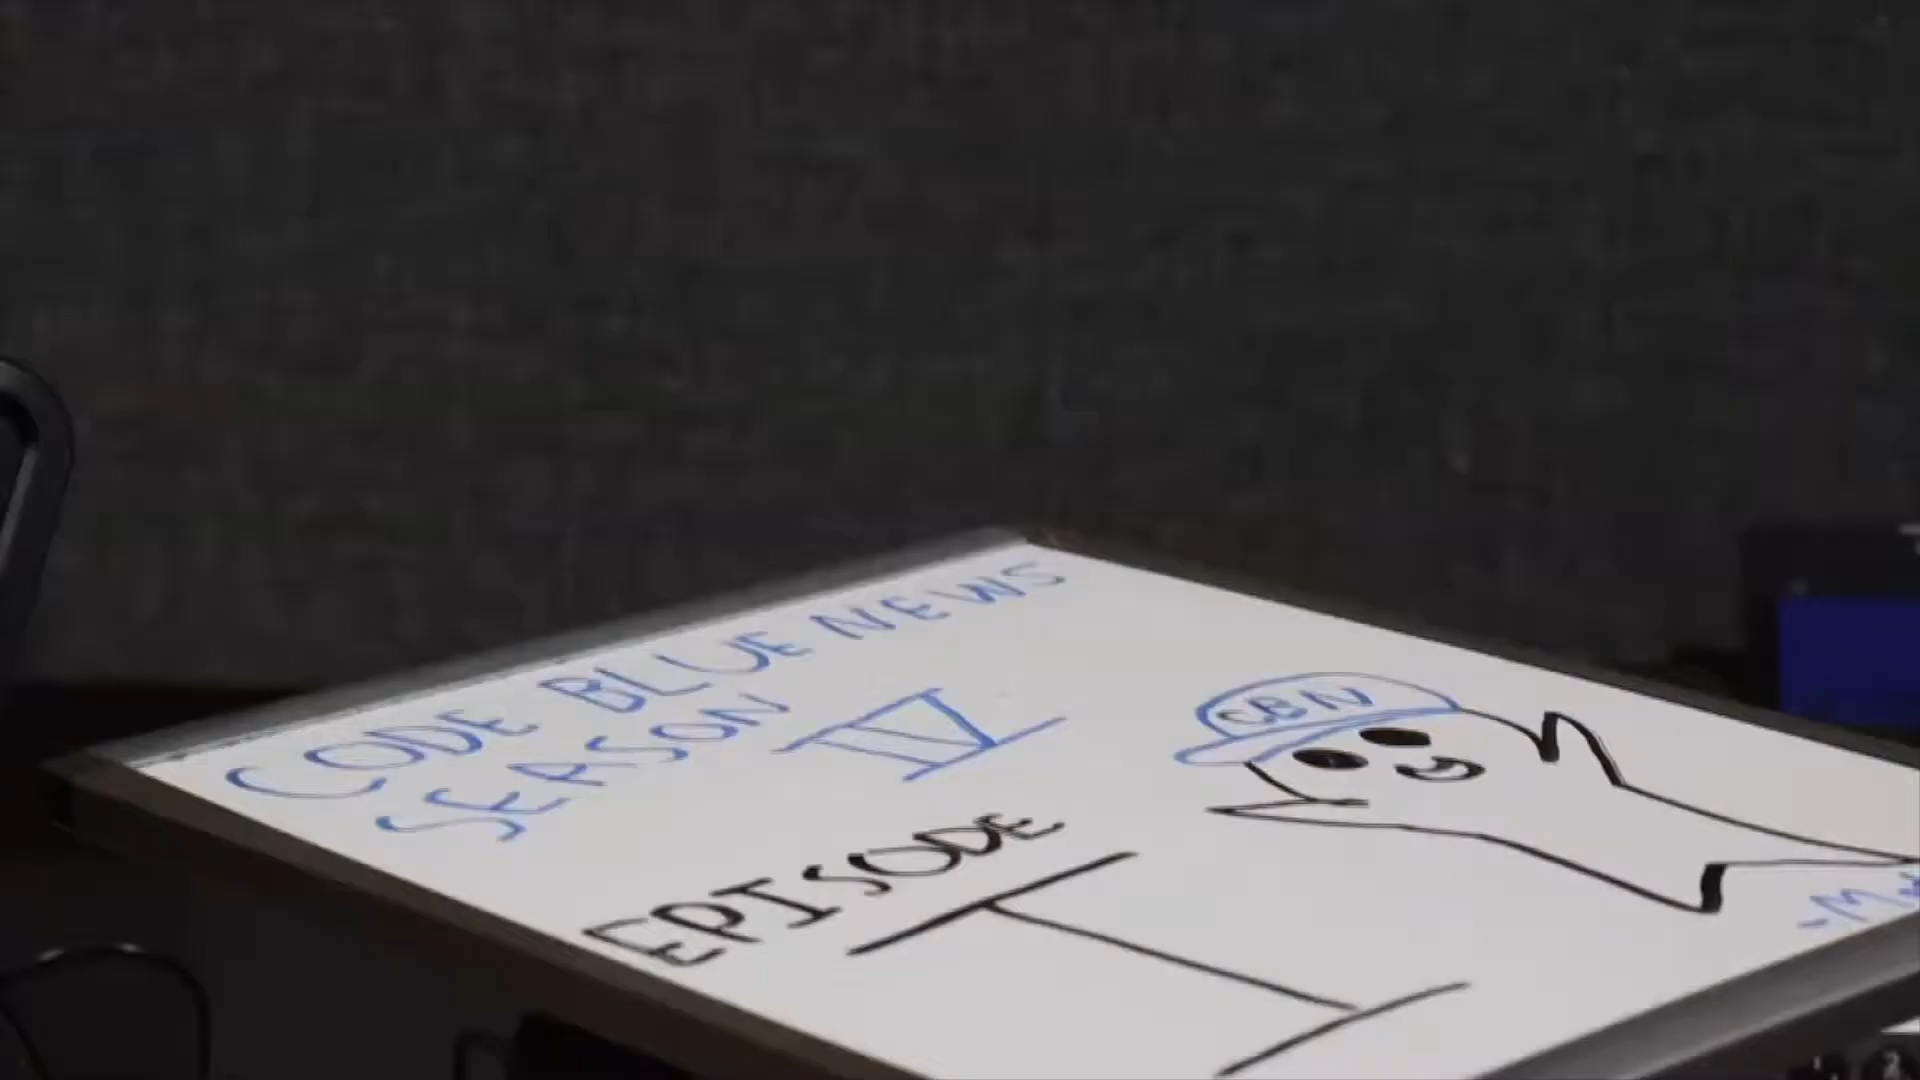 CODE BLUE NEWS
SEASON
IV
EPISODE
I
CBN